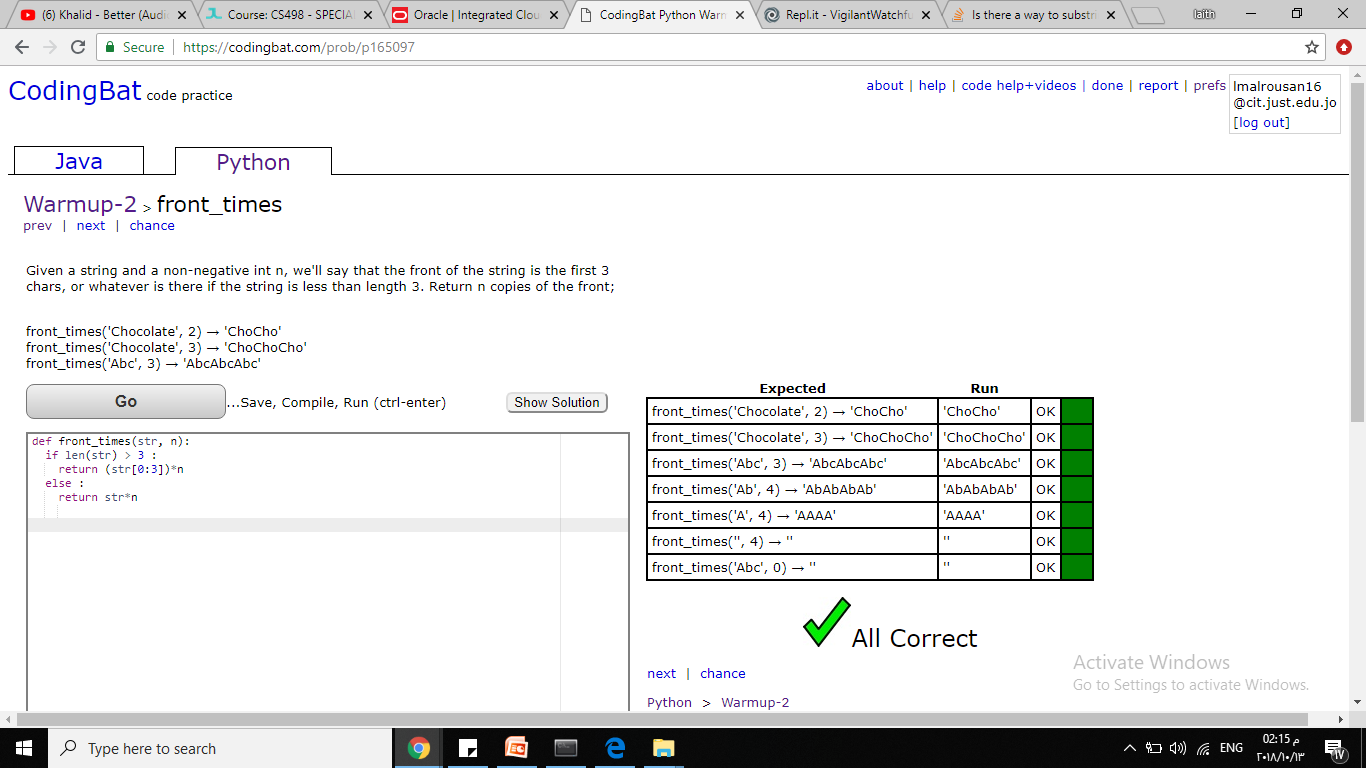 (6) Khalid - Better (Audi
Course: CS498 - SPECIA
Oracle | Integrated Clou
CodingBat Python Warm
Repl.it - VigilantWatchfu
Is there a way to substri
laith
Secure
https://codingbat.com/prob/p165097
CodingBat code practice
about | help | code help+videos | done | report | prefs
lmalrousan16
@cit.just.edu.jo
[log out]
Java
Python
Warmup-2 > front_times
prev | next | chance
Given a string and a non-negative int n, we'll say that the front of the string is the first 3
chars, or whatever is there if the string is less than length 3. Return n copies of the front;
front_times('Chocolate', 2) → 'ChoCho'
front_times('Chocolate', 3) → 'ChoChoCho'
front_times('Abc', 3) → 'AbcAbcAbc'
Go
...Save, Compile, Run (ctrl-enter)
Show Solution
def front_times(str, n):
  if len(str) > 3 :
    return (str[0:3])*n
  else :
    return str*n
Expected Run
front_times('Chocolate', 2) → 'ChoCho' 'ChoCho' OK
front_times('Chocolate', 3) → 'ChoChoCho' 'ChoChoCho' OK
front_times('Abc', 3) → 'AbcAbcAbc' 'AbcAbcAbc' OK
front_times('Ab', 4) → 'AbAbAbAb' 'AbAbAbAb' OK
front_times('A', 4) → 'AAAA' 'AAAA' OK
front_times('', 4) → '' '' OK
front_times('Abc', 0) → '' '' OK
All Correct
next | chance
Python > Warmup-2
Activate Windows
Go to Settings to activate Windows.
Type here to search
ENG
02:15 م
٢٠١٨/١٠/١٣
١٧